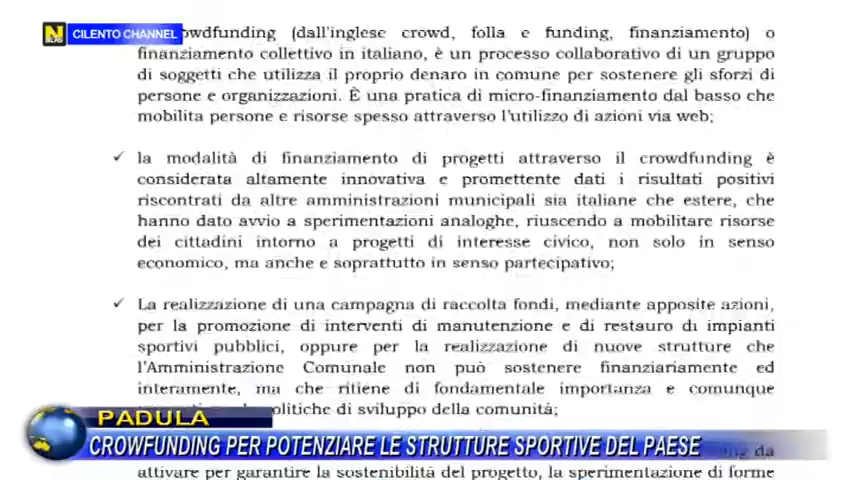 CILENTO CHANNEL
(dall'inglese crowd, folla e funding, finanziamento) o
finanziamento collettivo in italiano, è un processo collaborativo di un gruppo
di soggetti che utilizza il proprio denaro in comune per sostenere gli sforzi di
persone e organizzazioni. È una pratica di micro-finanziamento dal basso che
mobilita persone e risorse spesso attraverso l'utilizzo di azioni via web;
✓ la modalità di finanziamento di progetti attraverso il crowdfunding è
considerata altamente innovativa e promettente dati i risultati positivi
riscontrati da altre amministrazioni municipali sia italiane che estere, che
hanno dato avvio a sperimentazioni analoghe, riuscendo a mobilitare risorse
dei cittadini intorno a progetti di interesse civico, non solo in senso
economico, ma anche e soprattutto in senso partecipativo;
✓ La realizzazione di una campagna di raccolta fondi, mediante apposite azioni,
per la promozione di interventi di manutenzione e di restauro di impianti
sportivi pubblici, oppure per la realizzazione di nuove strutture che
l'Amministrazione Comunale non può sostenere finanziariamente ed
interamente, ma che ritiene di fondamentale importanza e comunque
politiche di sviluppo della comunità;
PADULA
CROWFUNDING PER POTENZIARE LE STRUTTURE SPORTIVE DEL PAESE
da
attivare per garantire la sostenibilità del progetto, la sperimentazione di forme